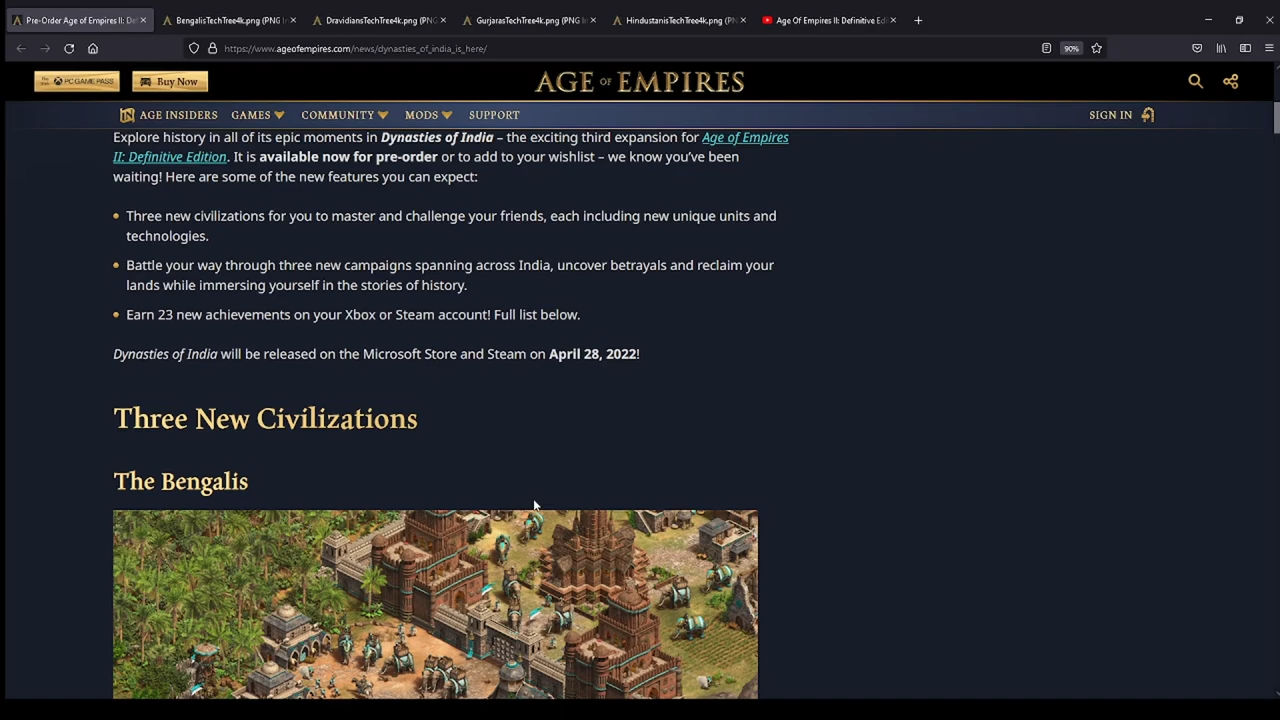 Pre-Order Age of Empires II: Def
BengalisTechTree4k.png (PNG I
DravidiansTechTree4k.png (PNG
GurjarasTechTree4k.png (PNG I
HindustanisTechTree4k.png (PNG
Age Of Empires II: Definitive Ed
https://www.ageofempires.com/news/dynasties_of_india_is_here/
90%
PC GAME PASS
Buy Now
AGE OF EMPIRES
AGE INSIDERS
GAMES
COMMUNITY
MODS
SUPPORT
SIGN IN
Explore history in all of its epic moments in Dynasties of India – the exciting third expansion for Age of Empires
II: Definitive Edition. It is available now for pre-order or to add to your wishlist – we know you’ve been
waiting! Here are some of the new features you can expect:
Three new civilizations for you to master and challenge your friends, each including new unique units and
technologies.
Battle your way through three new campaigns spanning across India, uncover betrayals and reclaim your
lands while immersing yourself in the stories of history.
Earn 23 new achievements on your Xbox or Steam account! Full list below.
Dynasties of India will be released on the Microsoft Store and Steam on April 28, 2022!
Three New Civilizations
The Bengalis